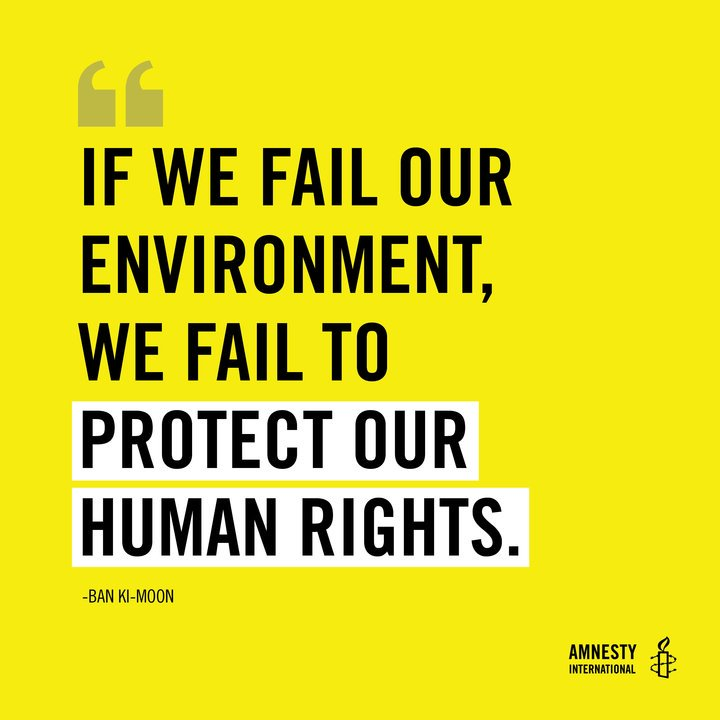 “
IF WE FAIL OUR
ENVIRONMENT,
WE FAIL TO
PROTECT OUR
HUMAN RIGHTS.
-BAN KI-MOON
AMNESTY
INTERNATIONAL